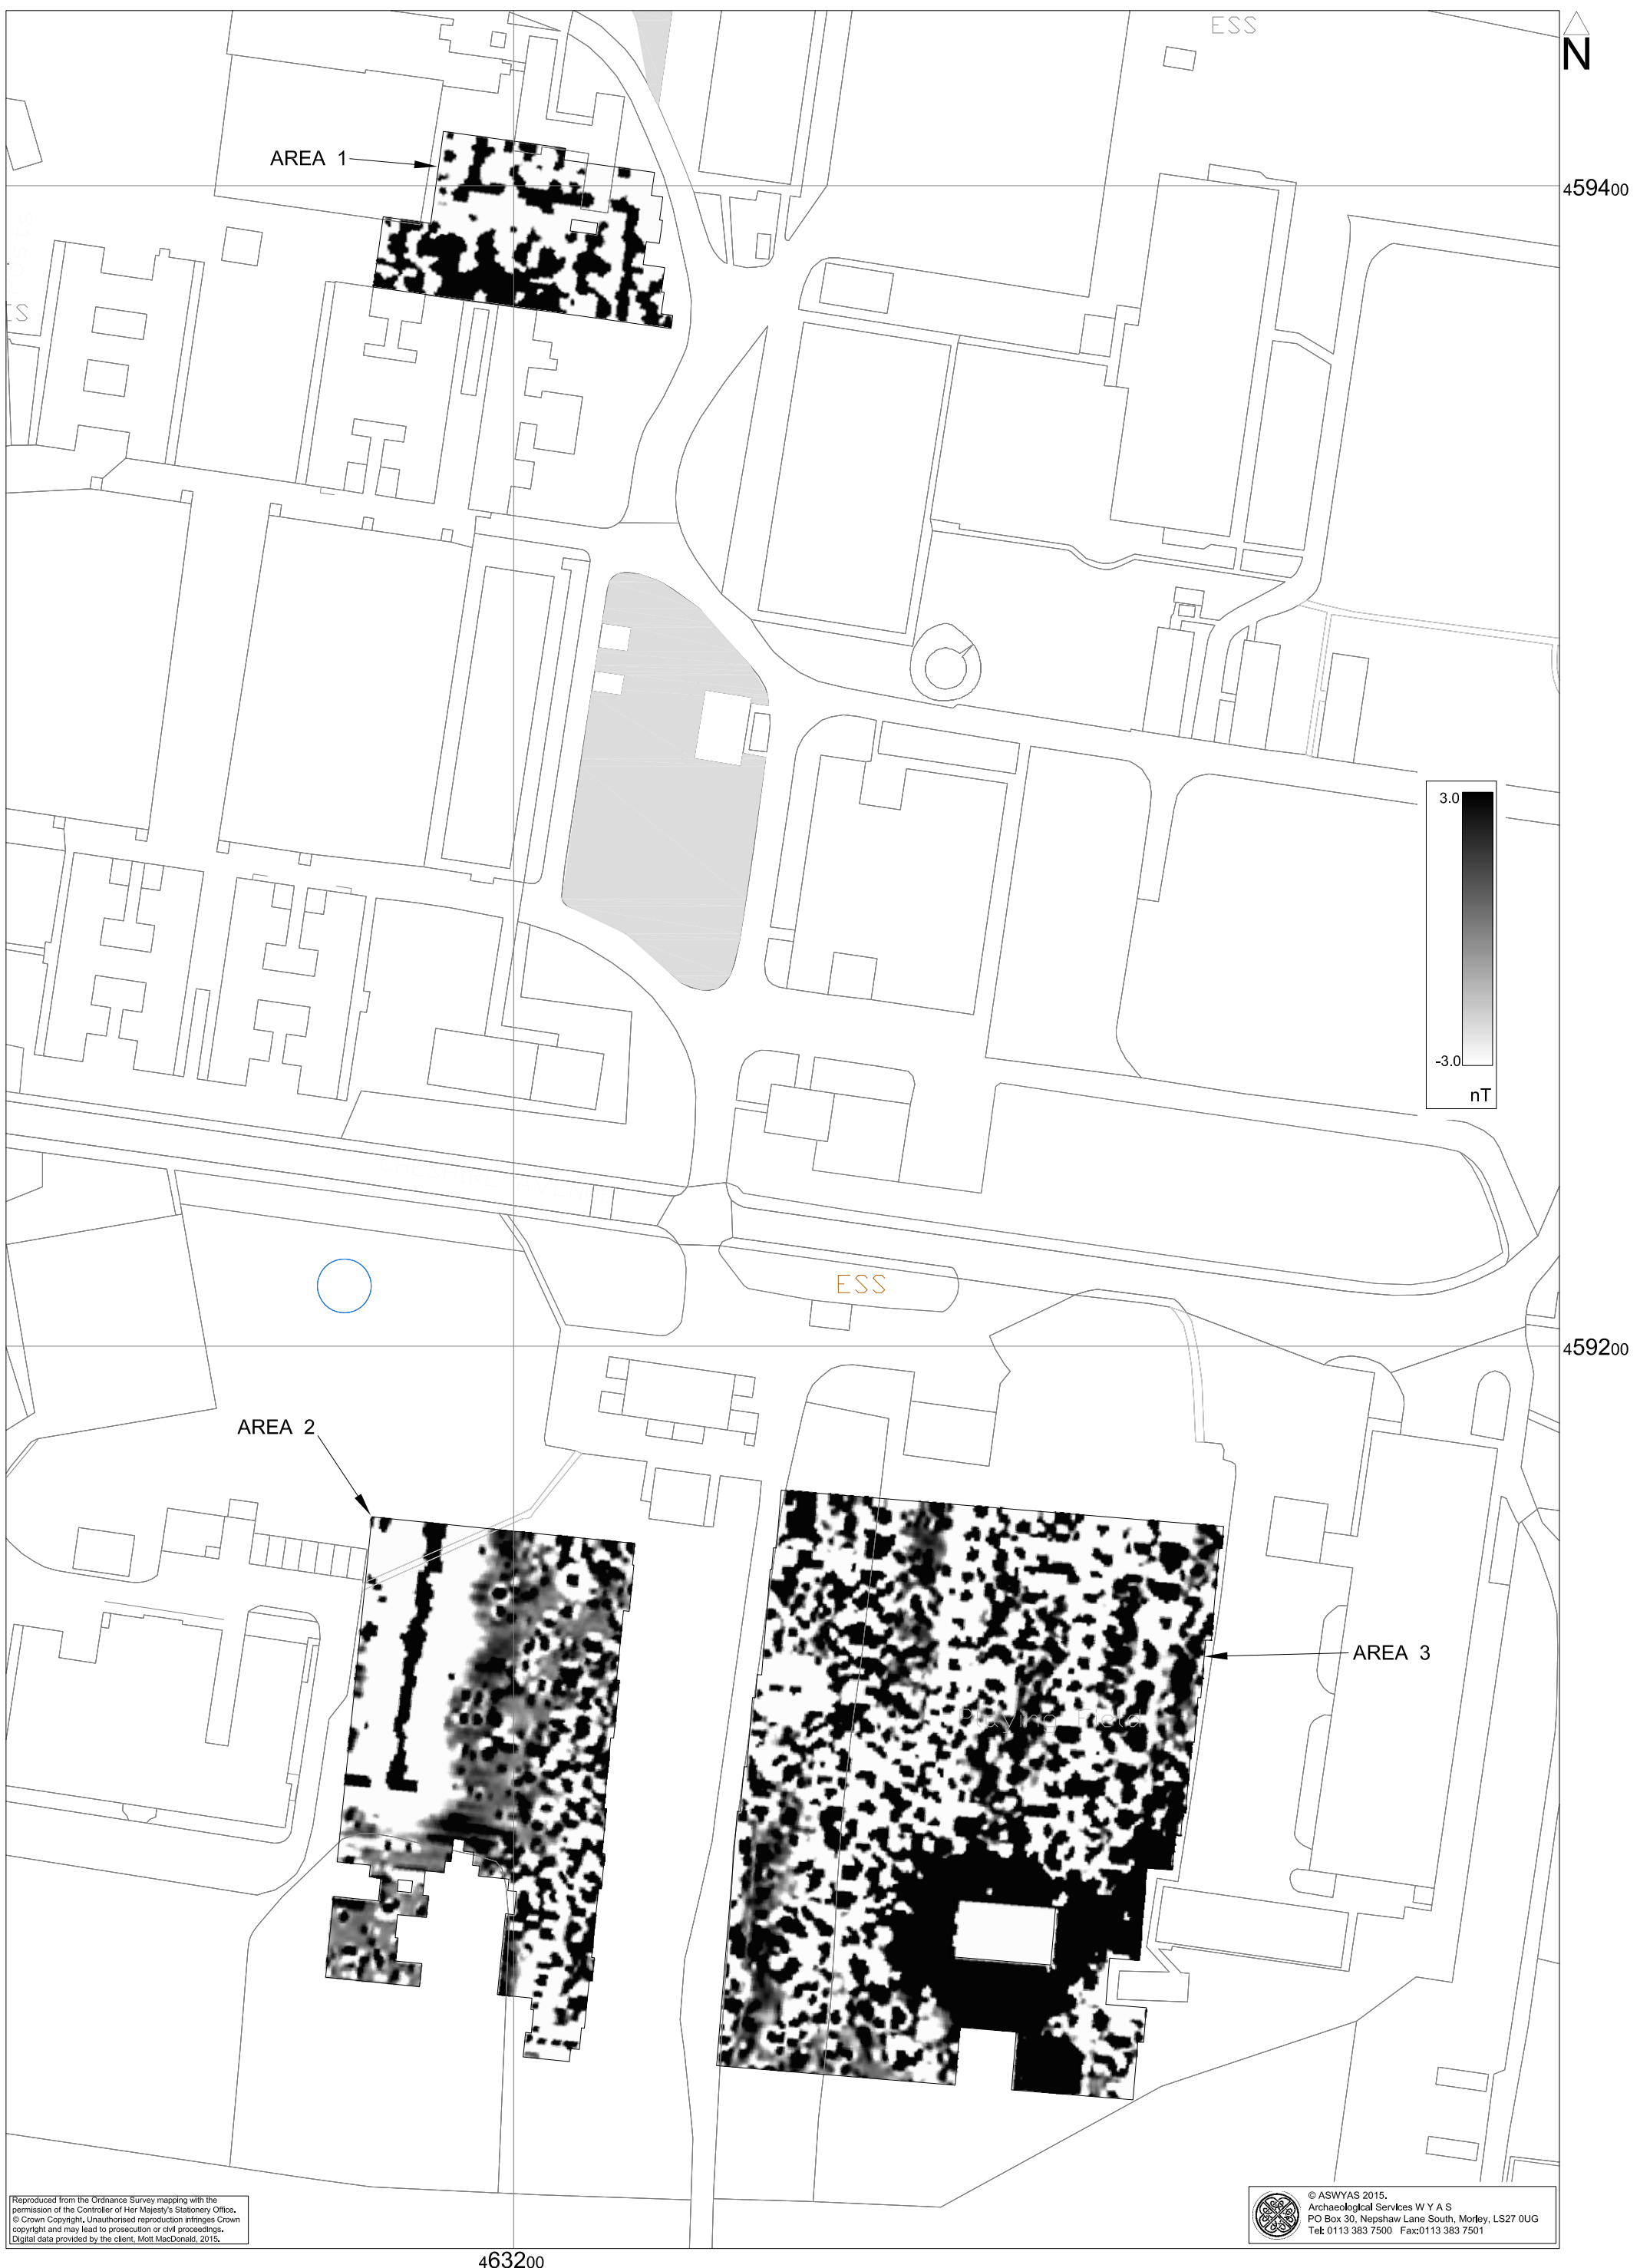 ESS
N
AREA 1
459400
ES
3.0
-3.0
nT
ESS
459200
AREA 2
AREA 3
Playing Field
Reproduced from the Ordnance Survey mapping with the
permission of the Controller of Her Majesty's Stationery Office.
© Crown Copyright. Unauthorised reproduction infringes Crown
copyright and may lead to prosecution or civil proceedings.
Digital data provided by the client, Mott MacDonald, 2015.
© ASWYAS 2015.
Archaeological Services W Y A S
PO Box 30, Nepshaw Lane South, Morley, LS27 0UG
Tel: 0113 383 7500 Fax:0113 383 7501
463200